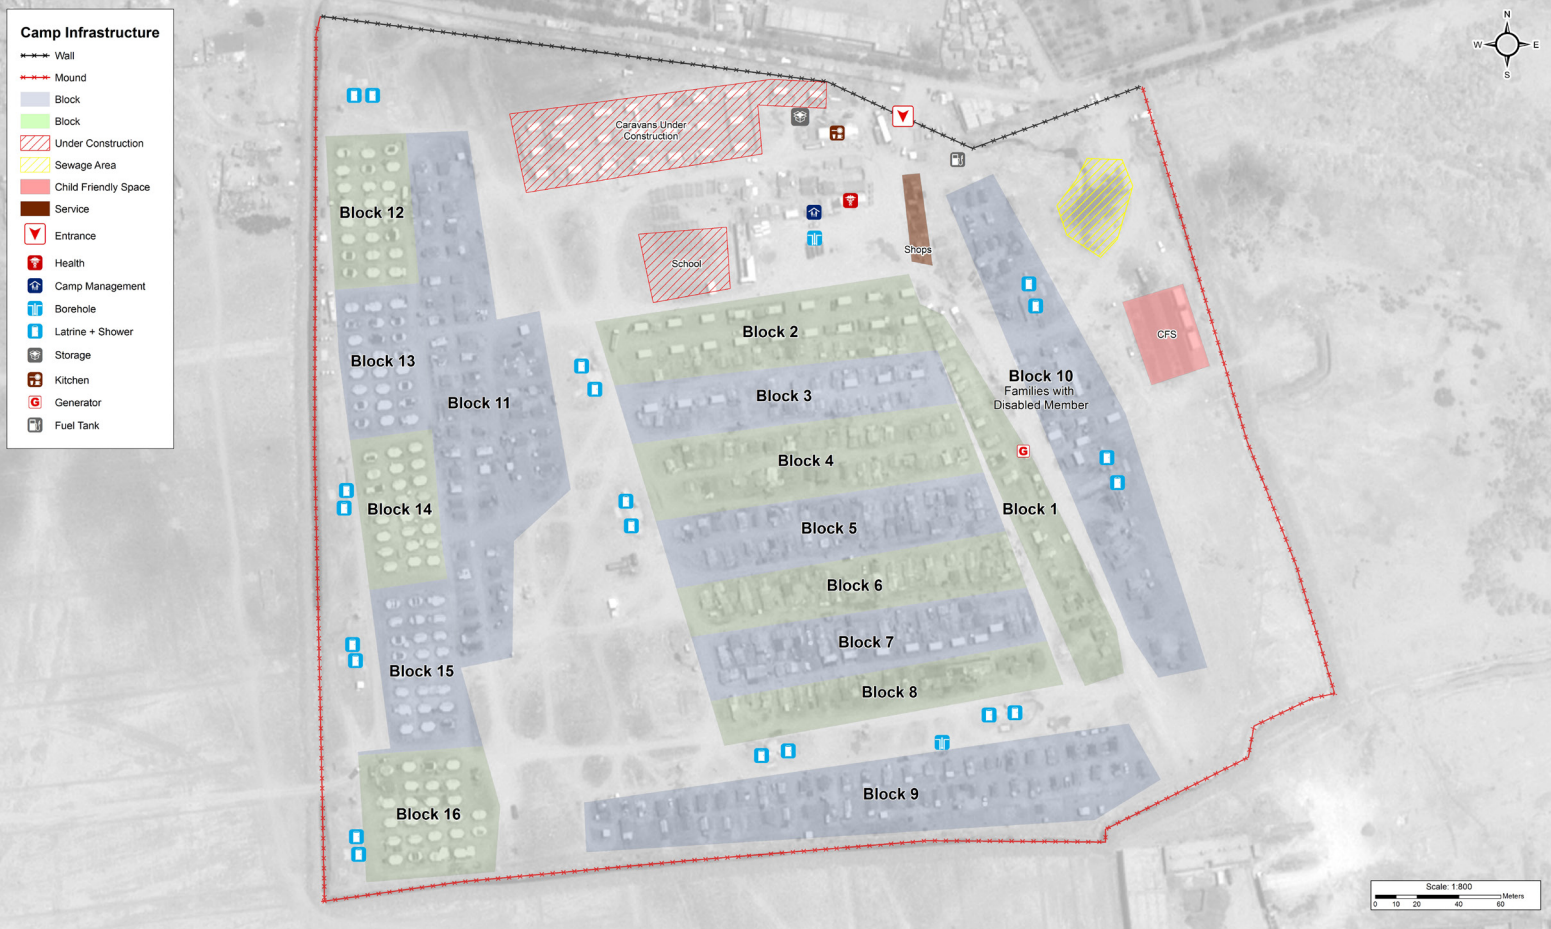 Camp Infrastructure
Wall
Mound
Block
Block
Under Construction
Sewage Area
Child Friendly Space
Service
Entrance
Health
Camp Management
Borehole
Latrine + Shower
Storage
Kitchen
G
Generator
Fuel Tank
N
W
E
S
Caravans Under
Construction
Block 12
Shops
School
Block 2
CFS
Block 13
Block 10
Families with
Disabled Member
Block 3
Block 11
G
Block 4
Block 14
Block 1
Block 5
Block 6
Block 7
Block 15
Block 8
Block 9
Block 16
Scale: 1:800
Meters
0 10 20 40 60